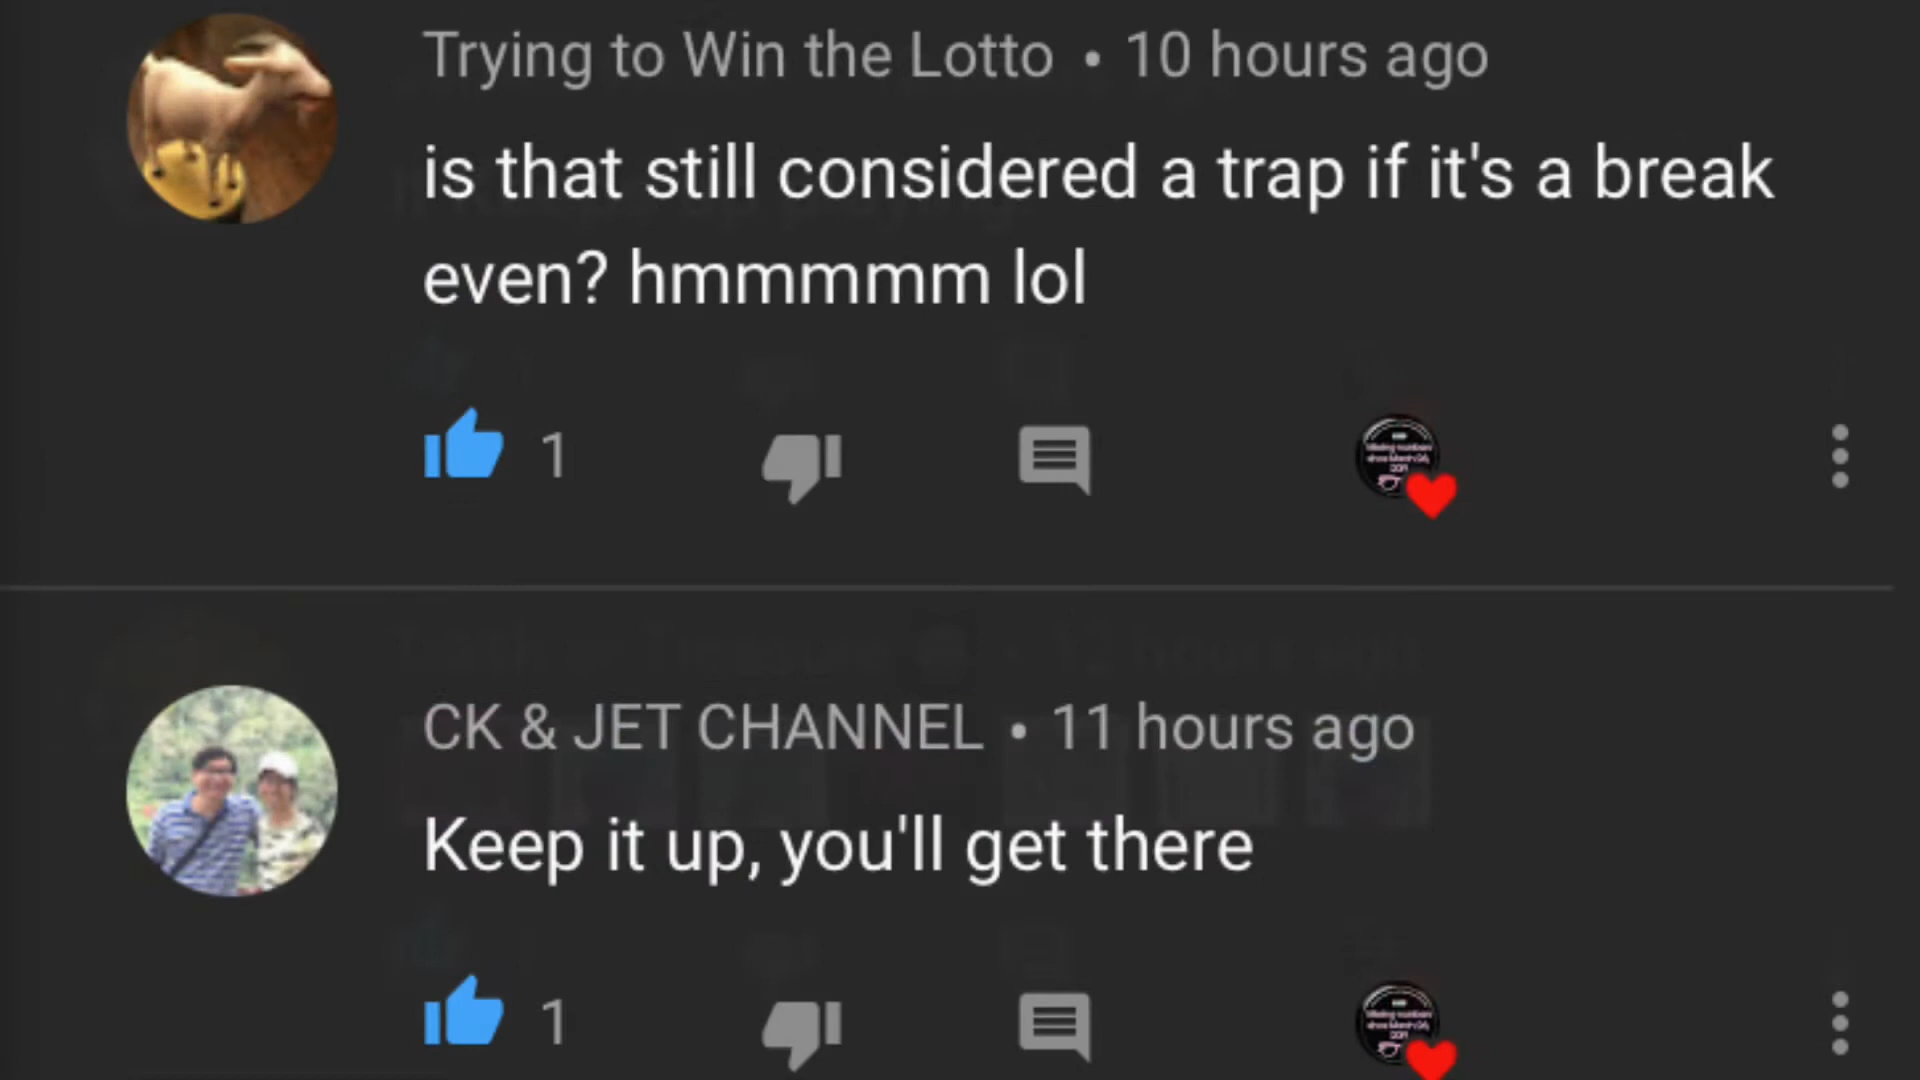 Trying to Win the Lotto • 10 hours ago
is that still considered a trap if it's a break
even? hmmmmm lol
1
CK & JET CHANNEL • 11 hours ago
Keep it up, you'll get there
1